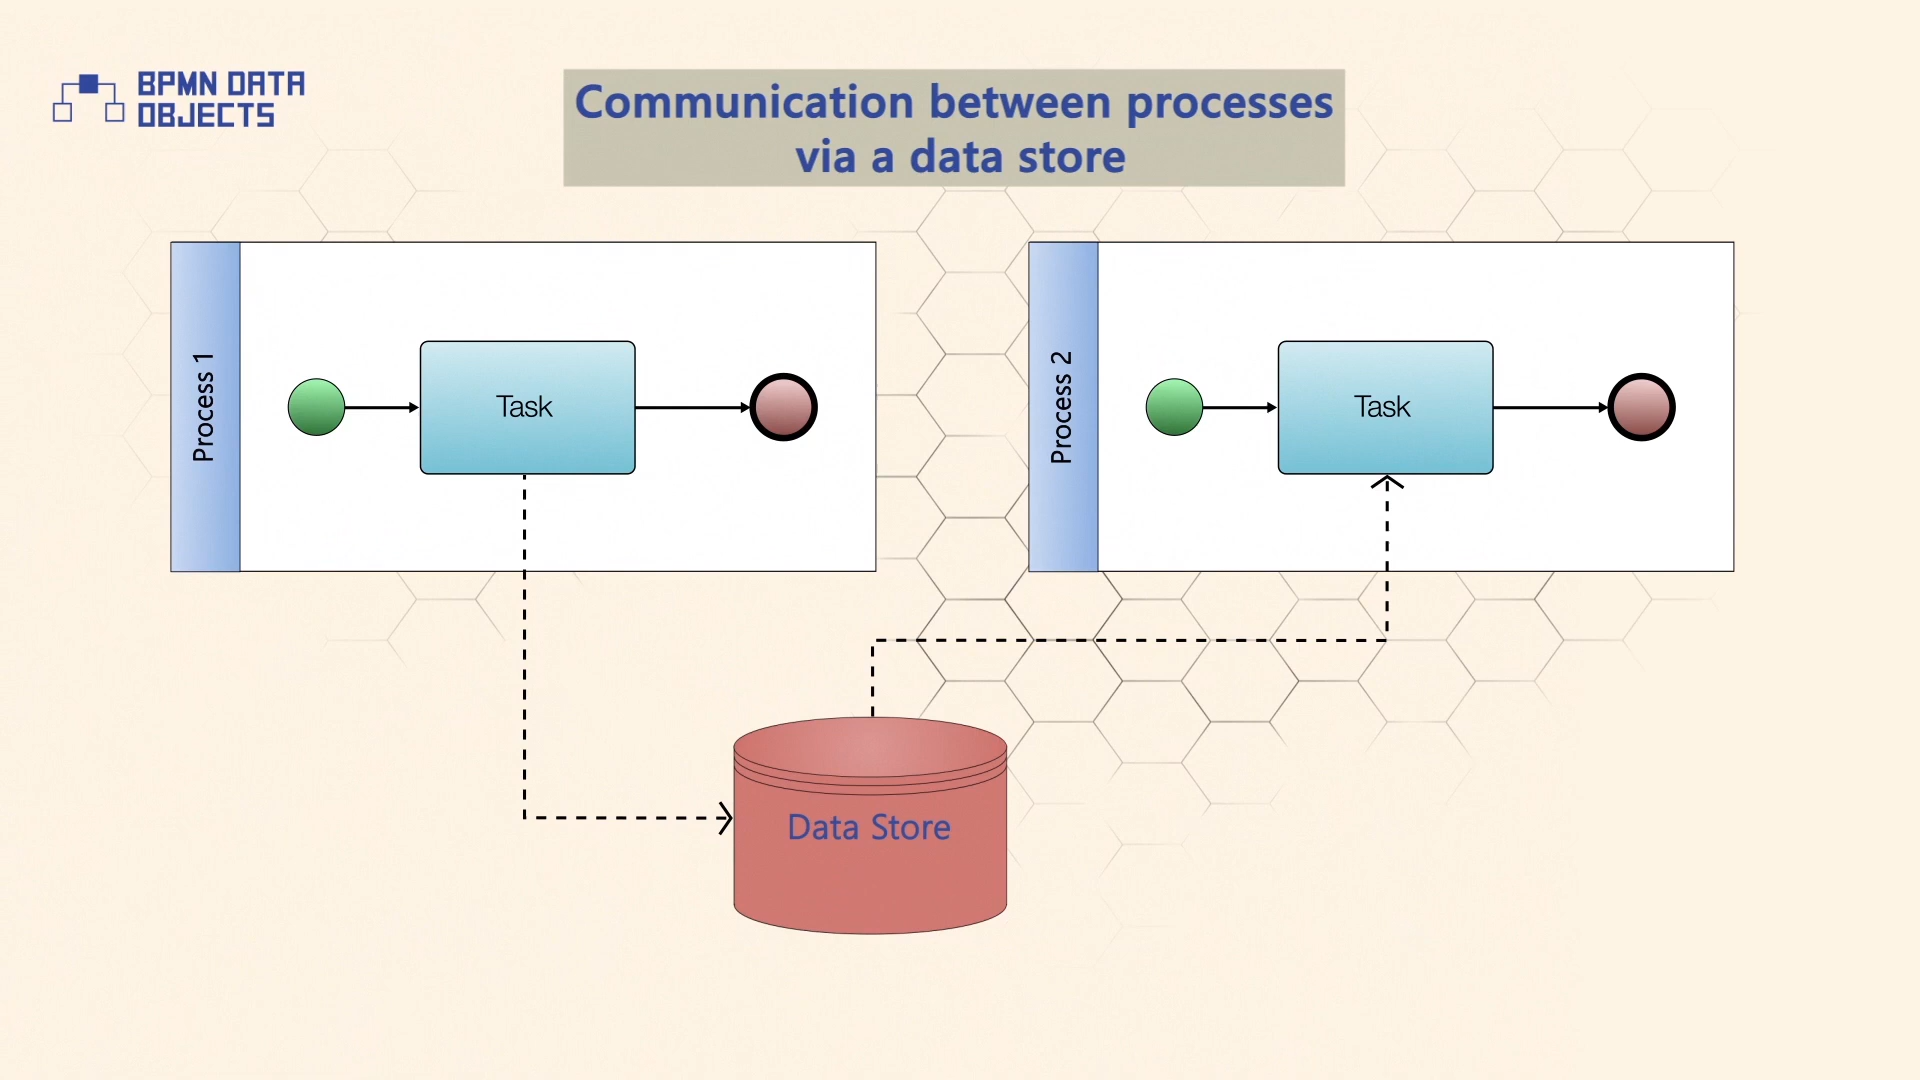 BPMN DATA
OBJECTS
Communication between processes
via a data store
Process 1
Task
Process 2
Task
Data Store